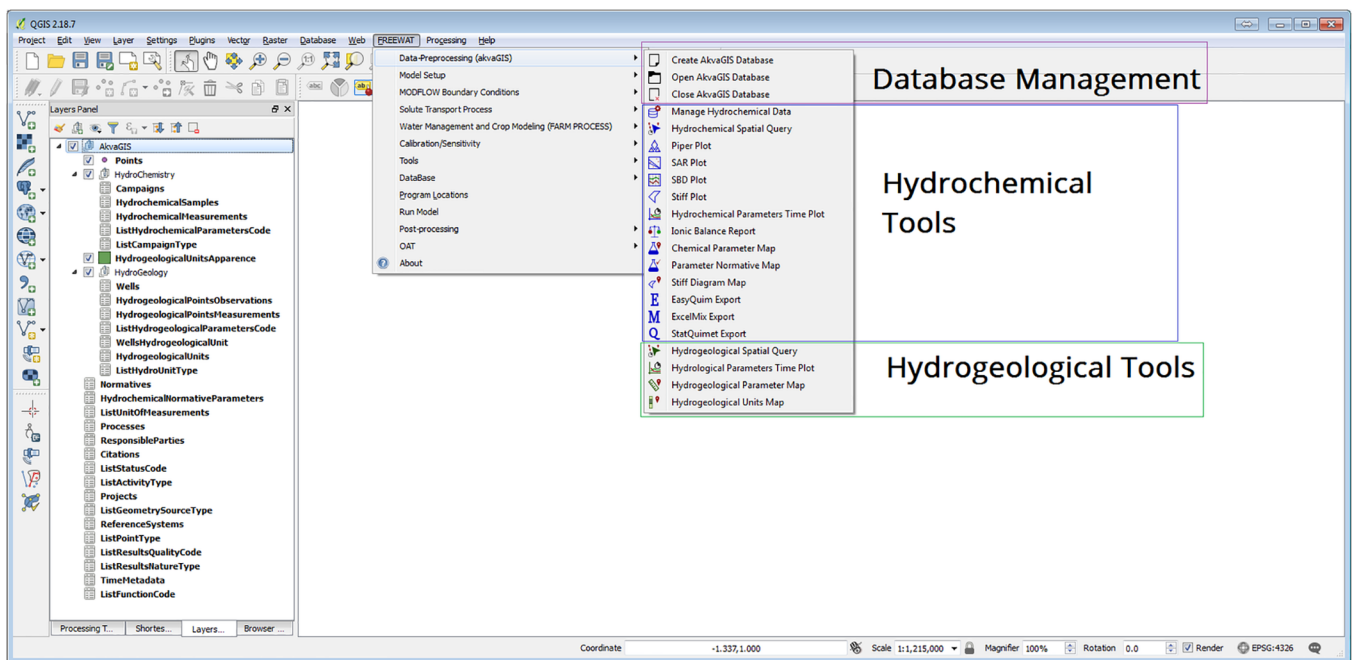 QGIS 2.18.7
Project Edit View Layer Settings Plugins Vector Raster Database Web FREEWAT Processing Help
Data-Preprocessing (akvaGIS)
Model Setup
MODFLOW Boundary Conditions
Solute Transport Process
Water Management and Crop Modeling (FARM PROCESS)
Calibration/Sensitivity
Tools
DataBase
Program Locations
Run Model
Post-processing
OAT
About
Create AkvaGIS Database
Open AkvaGIS Database
Close AkvaGIS Database
Manage Hydrochemical Data
Hydrochemical Spatial Query
Piper Plot
SAR Plot
SBD Plot
Stiff Plot
Hydrochemical Parameters Time Plot
Ionic Balance Report
Chemical Parameter Map
Parameter Normative Map
Stiff Diagram Map
E EasyQuim Export
M ExcelMix Export
Q StatQuimet Export
Hydrogeological Spatial Query
Hydrological Parameters Time Plot
Hydrogeological Parameter Map
Hydrogeological Units Map
Database Management
Hydrochemical
Tools
Hydrogeological Tools
abc
Layers Panel
AkvaGIS
Points
HydroChemistry
Campaigns
HydrochemicalSamples
HydrochemicalMeasurements
ListHydrochemicalParametersCode
ListCampaignType
HydrogeologicalUnitsApparence
HydroGeology
Wells
HydrogeologicalPointsObservations
HydrogeologicalPointsMeasurements
ListHydrogeologicalParametersCode
WellsHydrogeologicalUnit
HydrogeologicalUnits
ListHydroUnitType
Normatives
HydrochemicalNormativeParameters
ListUnitOfMeasurements
Processes
ResponsibleParties
Citations
ListStatusCode
ListActivityType
Projects
ListGeometrySourceType
ReferenceSystems
ListPointType
ListResultsQualityCode
ListResultsNatureType
TimeMetadata
ListFunctionCode
Processing T... Shortes... Layers... Browser ...
Coordinate -1.337,1.000 Scale 1:1,215,000 Magnifier 100% Rotation 0.0 Render EPSG:4326